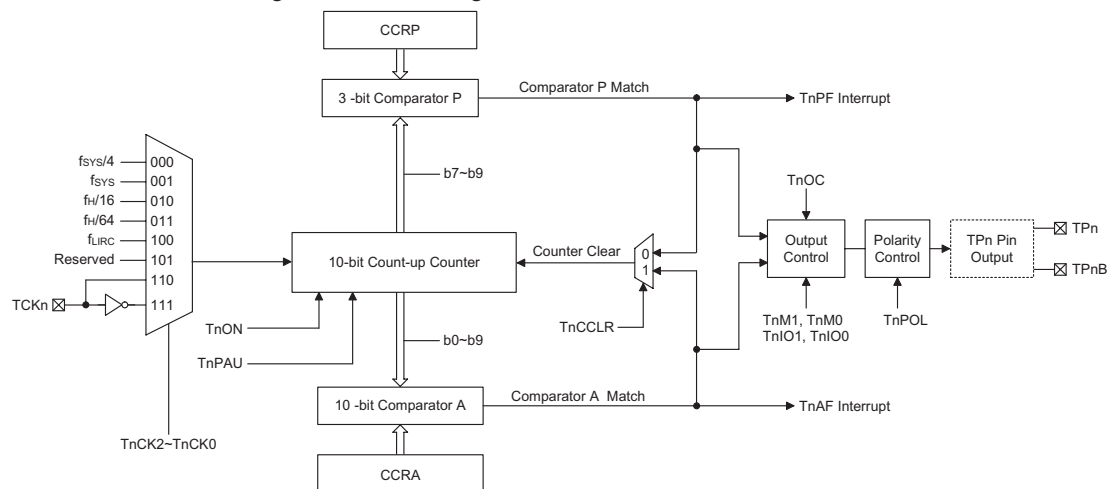 CCRP
3 -bit Comparator P
Comparator P Match
TnPF Interrupt
b7~b9
fSYS/4
000
fSYS
001
fH/16
010
fH/64
011
fLIRC
100
Reserved
101
110
TCKn
111
TnCK2~TnCK0
10-bit Count-up Counter
Counter Clear
0
1
TnCCLR
TnON
TnPAU
b0~b9
TnOC
Output
Control
TnM1, TnM0
TnIO1, TnIO0
Polarity
Control
TnPOL
TPn Pin
Output
TPn
TPnB
10 -bit Comparator A
Comparator A Match
TnAF Interrupt
CCRA